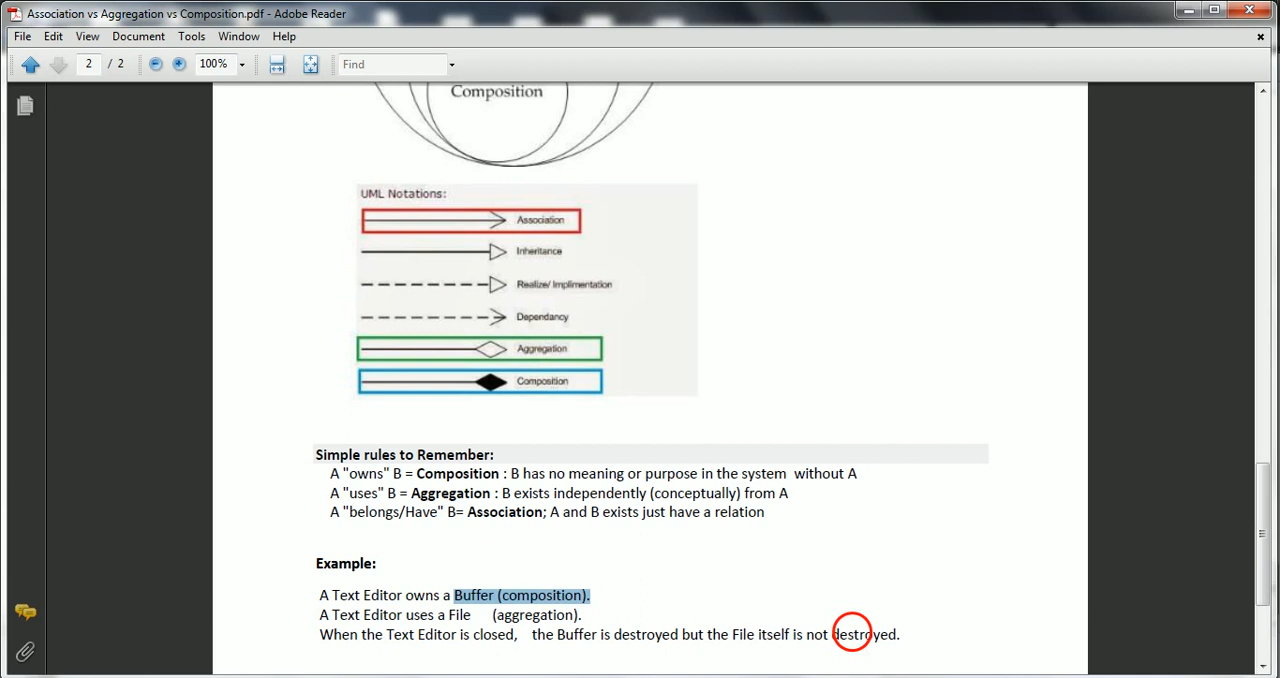 Association vs Aggregation vs Composition.pdf - Adobe Reader
File Edit View Document Tools Window Help
2 / 2 100% Find
Composition
UML Notations:
Association
Inheritance
Realize/ Implimentation
Dependancy
Aggregation
Composition
Simple rules to Remember:
A "owns" B = Composition : B has no meaning or purpose in the system without A
A "uses" B = Aggregation : B exists independently (conceptually) from A
A "belongs/Have" B= Association; A and B exists just have a relation
Example:
A Text Editor owns a Buffer (composition).
A Text Editor uses a File (aggregation).
When the Text Editor is closed, the Buffer is destroyed but the File itself is not destroyed.